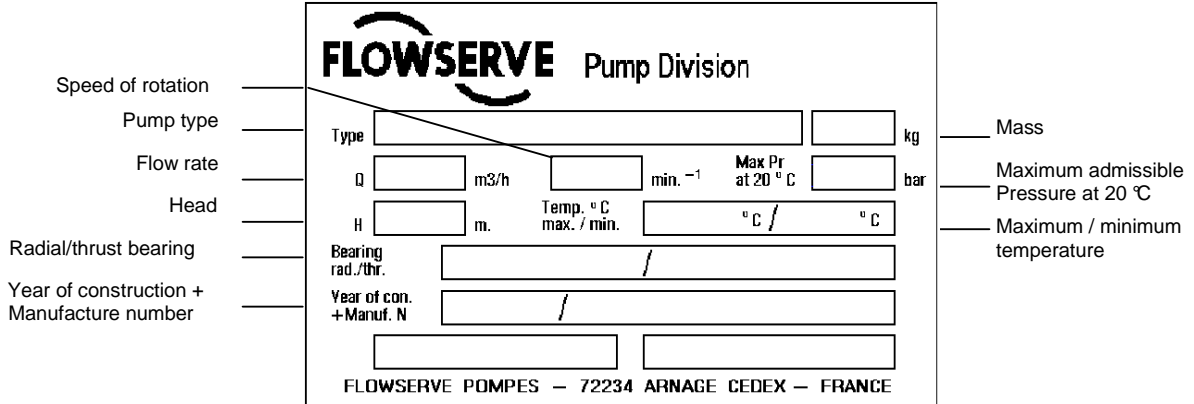 FLOWSERVE Pump Division
Speed of rotation
Pump type
Flow rate
Head
Radial/thrust bearing
Year of construction +
Manufacture number
Type kg
Q m3/h min. ⁻¹ Max Pr at 20 °C bar
H m. Temp. °C max. / min. °C / °C
Bearing
rad./thr. /
Year of con.
+Manuf. N /
FLOWSERVE POMPES – 72234 ARNAGE CEDEX – FRANCE
Mass
Maximum admissible
Pressure at 20 °C
Maximum / minimum
temperature